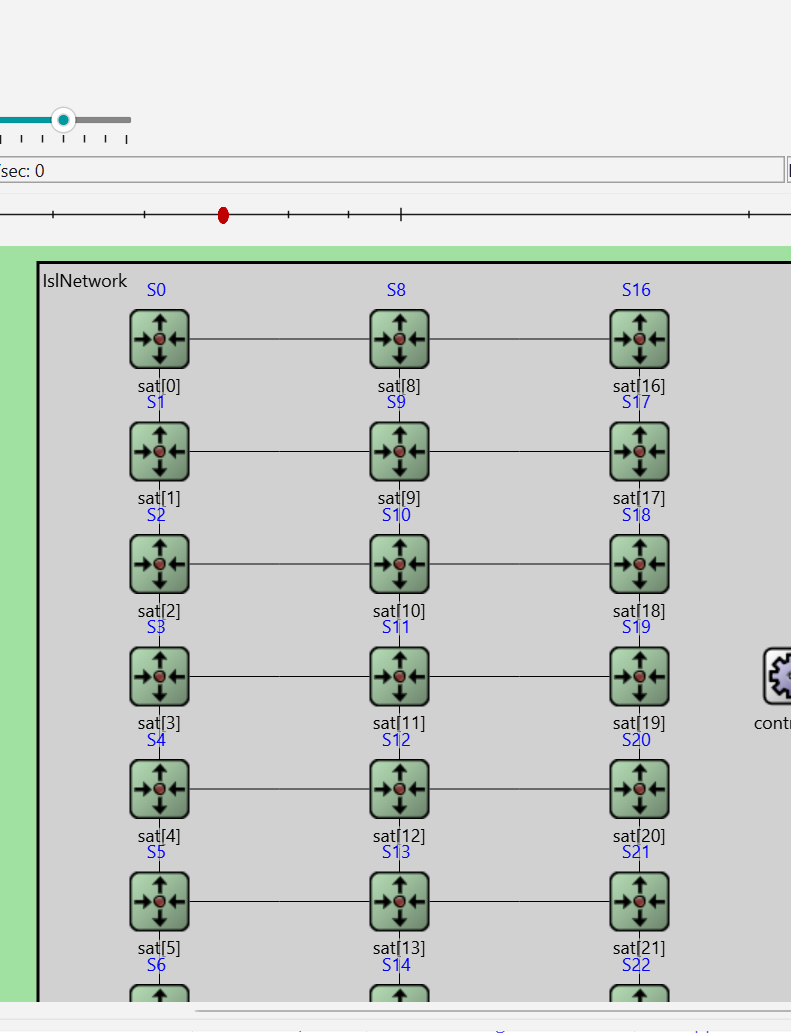 /sec: 0
IslNetwork
S0 S8 S16
sat[0] sat[8] sat[16]
S1 S9 S17
sat[1] sat[9] sat[17]
S2 S10 S18
sat[2] sat[10] sat[18]
S3 S11 S19
sat[3] sat[11] sat[19] cont
S4 S12 S20
sat[4] sat[12] sat[20]
S5 S13 S21
sat[5] sat[13] sat[21]
S6 S14 S22